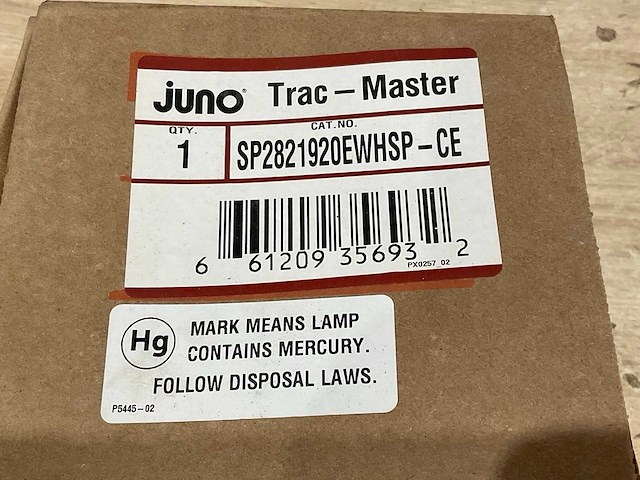 juno® Trac – Master
QTY.
1
CAT.NO.
SP2821920EWHSP – CE
6 61209 35693 2
PX0257_02
Hg
MARK MEANS LAMP
CONTAINS MERCURY.
FOLLOW DISPOSAL LAWS.
P5445–02